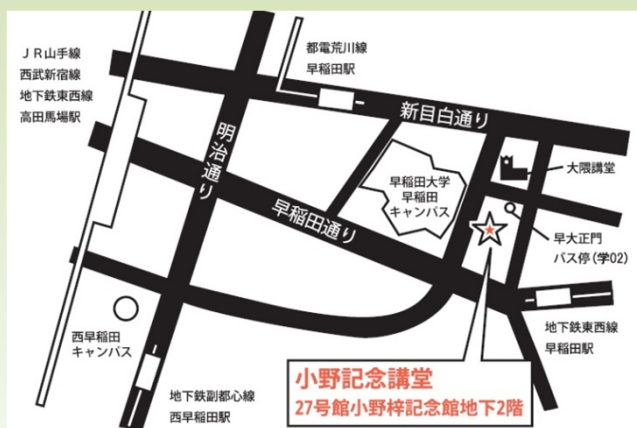 JR山手線
西武新宿線
地下鉄東西線
高田馬場駅
都電荒川線
早稲田駅
新目白通り
明治通り
早稲田通り
早稲田大学
早稲田
キャンパス
大隈講堂
早大正門
バス停(学02)
地下鉄東西線
早稲田駅
西早稲田
キャンパス
地下鉄副都心線
西早稲田駅
小野記念講堂
27号館小野梓記念館地下2階